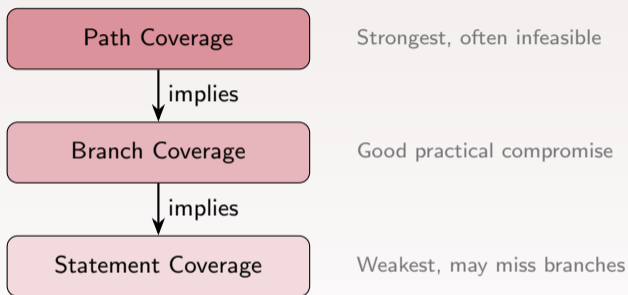 Path Coverage
Strongest, often infeasible
implies
Branch Coverage
Good practical compromise
implies
Statement Coverage
Weakest, may miss branches